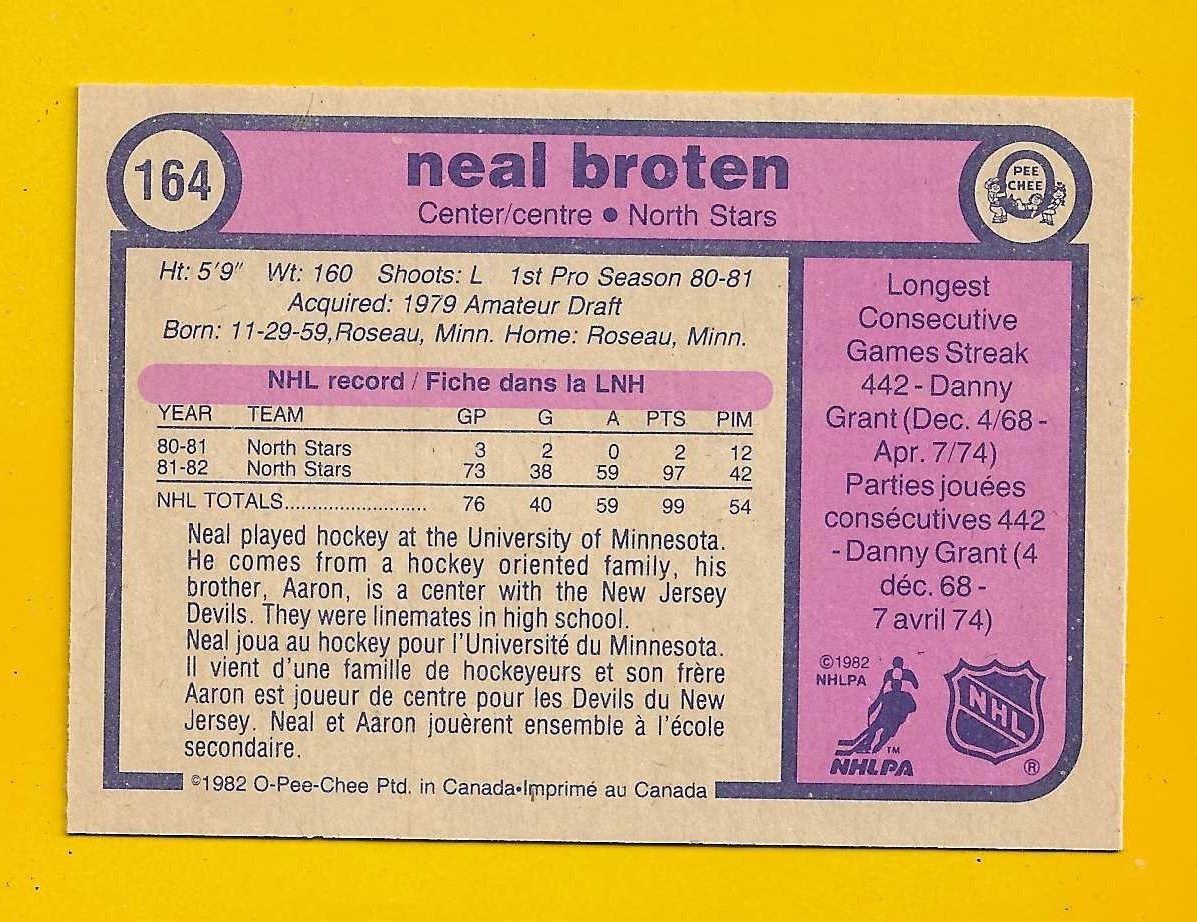 164
neal broten
Center/centre • North Stars
PEE
CHEE
Ht: 5'9" Wt: 160 Shoots: L 1st Pro Season 80-81
Acquired: 1979 Amateur Draft
Born: 11-29-59, Roseau, Minn. Home: Roseau, Minn.
NHL record / Fiche dans la LNH
YEAR TEAM GP G A PTS PIM
80-81 North Stars 3 2 0 2 12
81-82 North Stars 73 38 59 97 42
NHL TOTALS.......................... 76 40 59 99 54
Neal played hockey at the University of Minnesota.
He comes from a hockey oriented family, his
brother, Aaron, is a center with the New Jersey
Devils. They were linemates in high school.
Neal joua au hockey pour l'Université du Minnesota.
Il vient d'une famille de hockeyeurs et son frère
Aaron est joueur de centre pour les Devils du New
Jersey. Neal et Aaron jouèrent ensemble à l'école
secondaire.
©1982 O-Pee-Chee Ptd. in Canada•Imprimé au Canada
Longest
Consecutive
Games Streak
442 - Danny
Grant (Dec. 4/68 -
Apr. 7/74)
Parties jouées
consécutives 442
- Danny Grant (4
déc. 68 -
7 avril 74)
©1982
NHLPA
TM
NHLPA
NHL
®